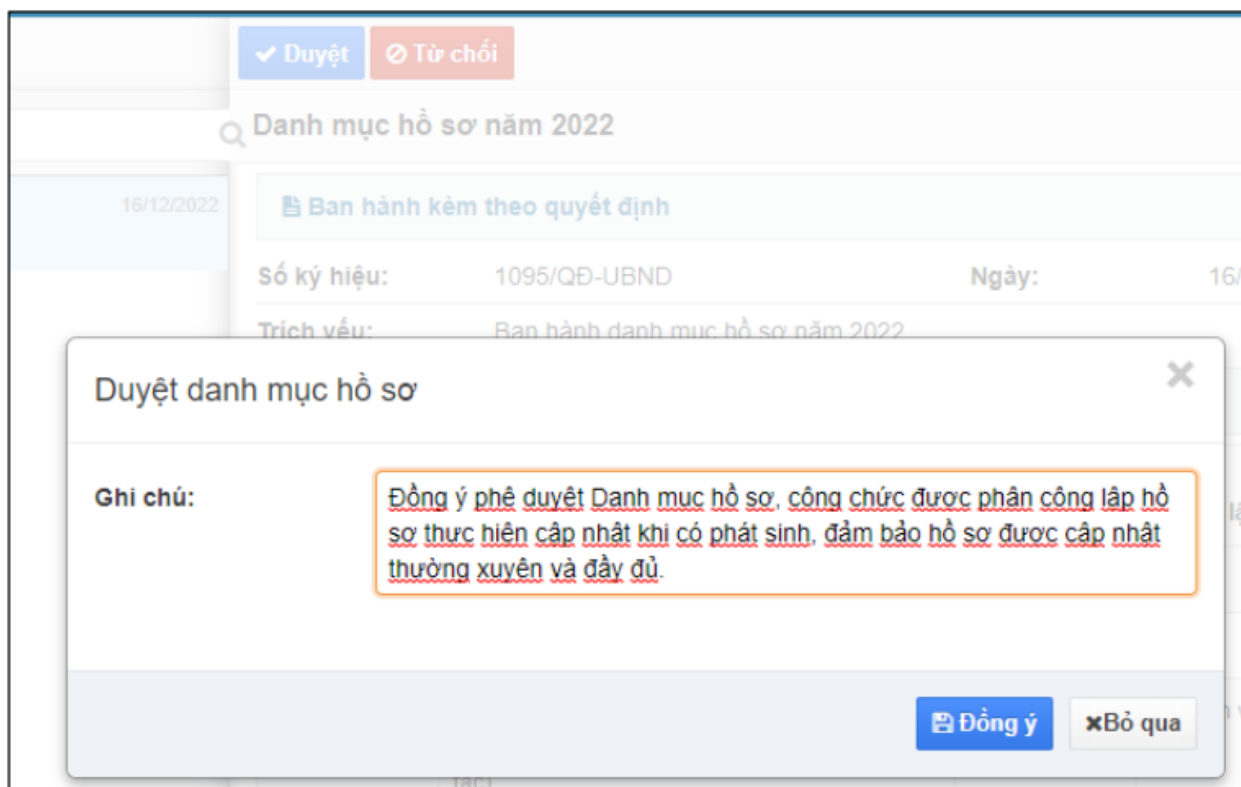 Duyệt
Từ chối
Danh mục hồ sơ năm 2022
16/12/2022
Ban hành kèm theo quyết định
Số ký hiệu: 1095/QĐ-UBND Ngày: 16/
Trích yếu: Ban hành danh mục hồ sơ năm 2022
Duyệt danh mục hồ sơ
Ghi chú:
Đồng ý phê duyệt Danh mục hồ sơ, công chức được phân công lập hồ
sơ thực hiện cập nhật khi có phát sinh, đảm bảo hồ sơ được cập nhật
thường xuyên và đầy đủ.
Đồng ý
Bỏ qua